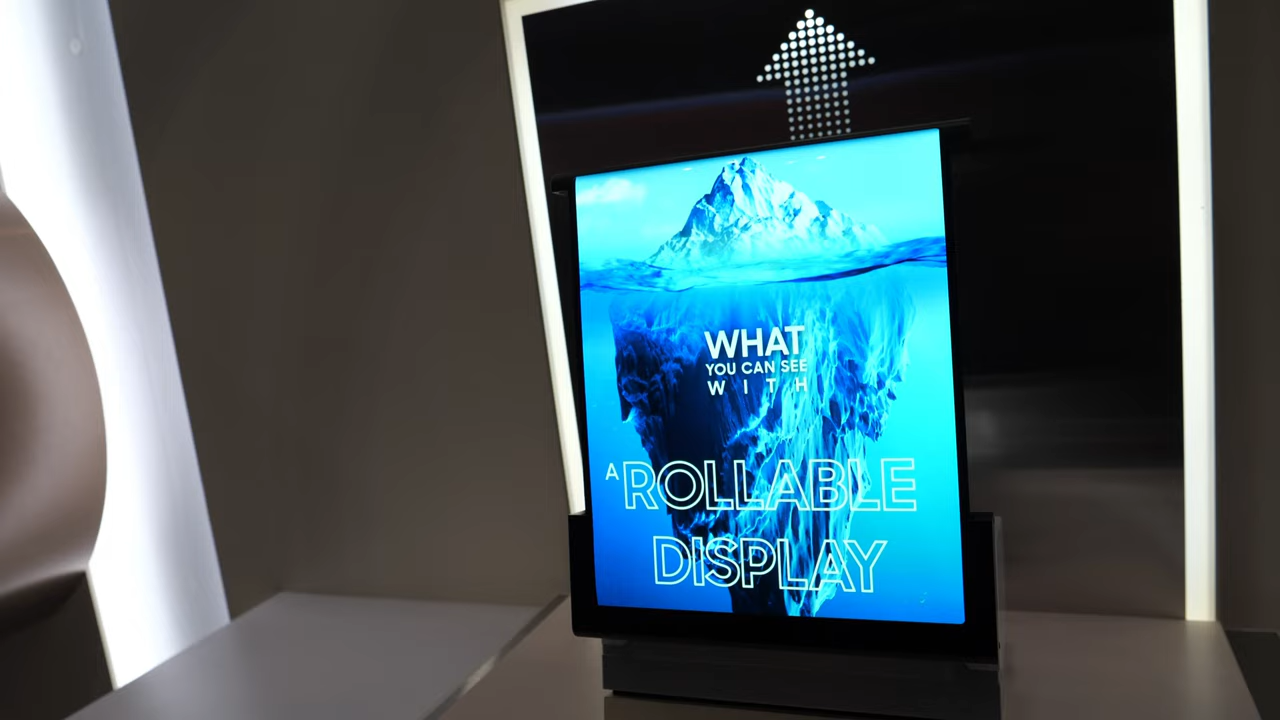 WHAT
YOU CAN SEE
WITH
A ROLLABLE
DISPLAY